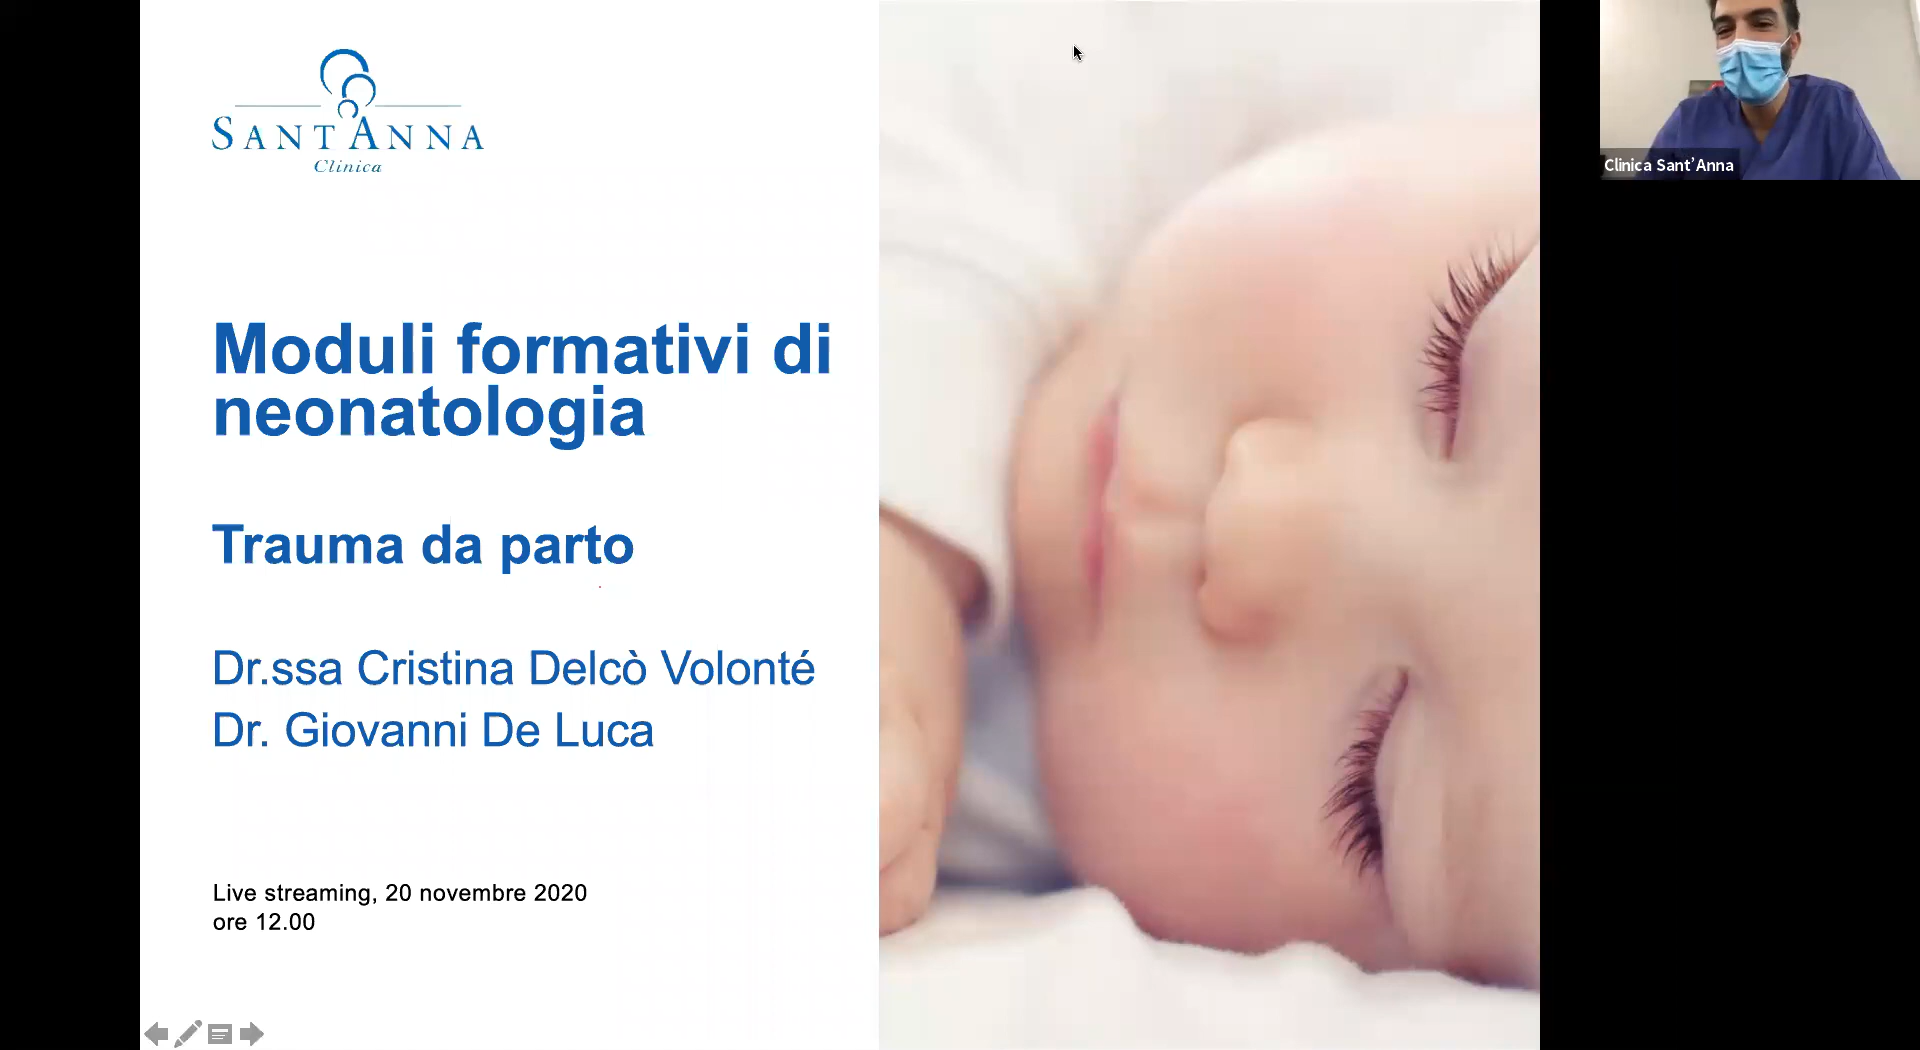 SANT'ANNA
Clinica
Moduli formativi di
neonatologia
Trauma da parto
Dr.ssa Cristina Delcò Volonté
Dr. Giovanni De Luca
Live streaming, 20 novembre 2020
ore 12.00
Clinica Sant'Anna